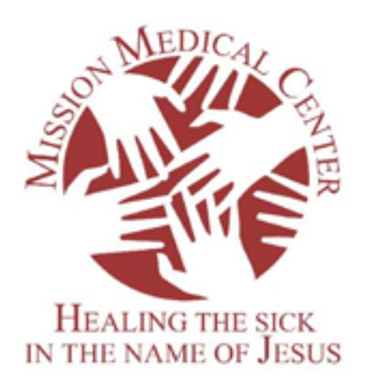 MISSION MEDICAL CENTER
HEALING THE SICK
IN THE NAME OF JESUS